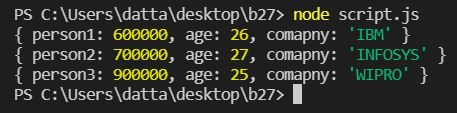 PS C:\Users\datta\desktop\b27> node script.js
{ person1: 600000, age: 26, comapny: 'IBM' }
{ person2: 700000, age: 27, comapny: 'INFOSYS' }
{ person3: 900000, age: 25, comapny: 'WIPRO' }
PS C:\Users\datta\desktop\b27>